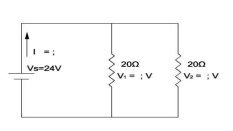 I = ;
Vs=24V
20Ω
V₁ = ; V
20Ω
V₂ = ; V